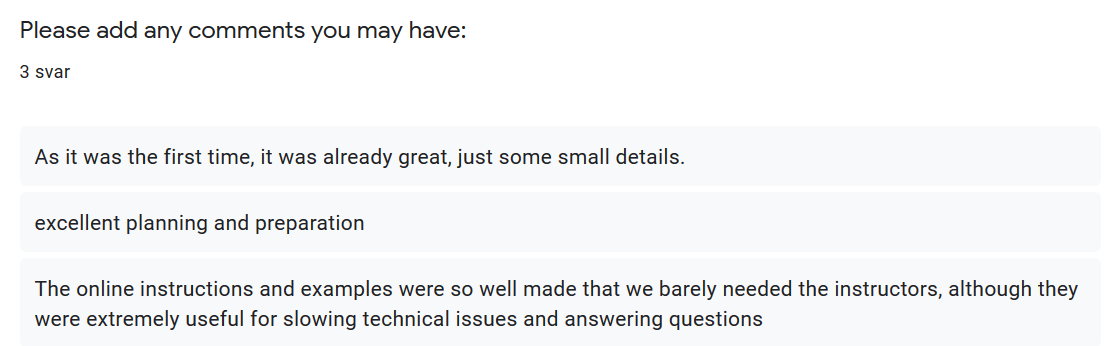 Please add any comments you may have:
3 svar
As it was the first time, it was already great, just some small details.
excellent planning and preparation
The online instructions and examples were so well made that we barely needed the instructors, although they
were extremely useful for slowing technical issues and answering questions